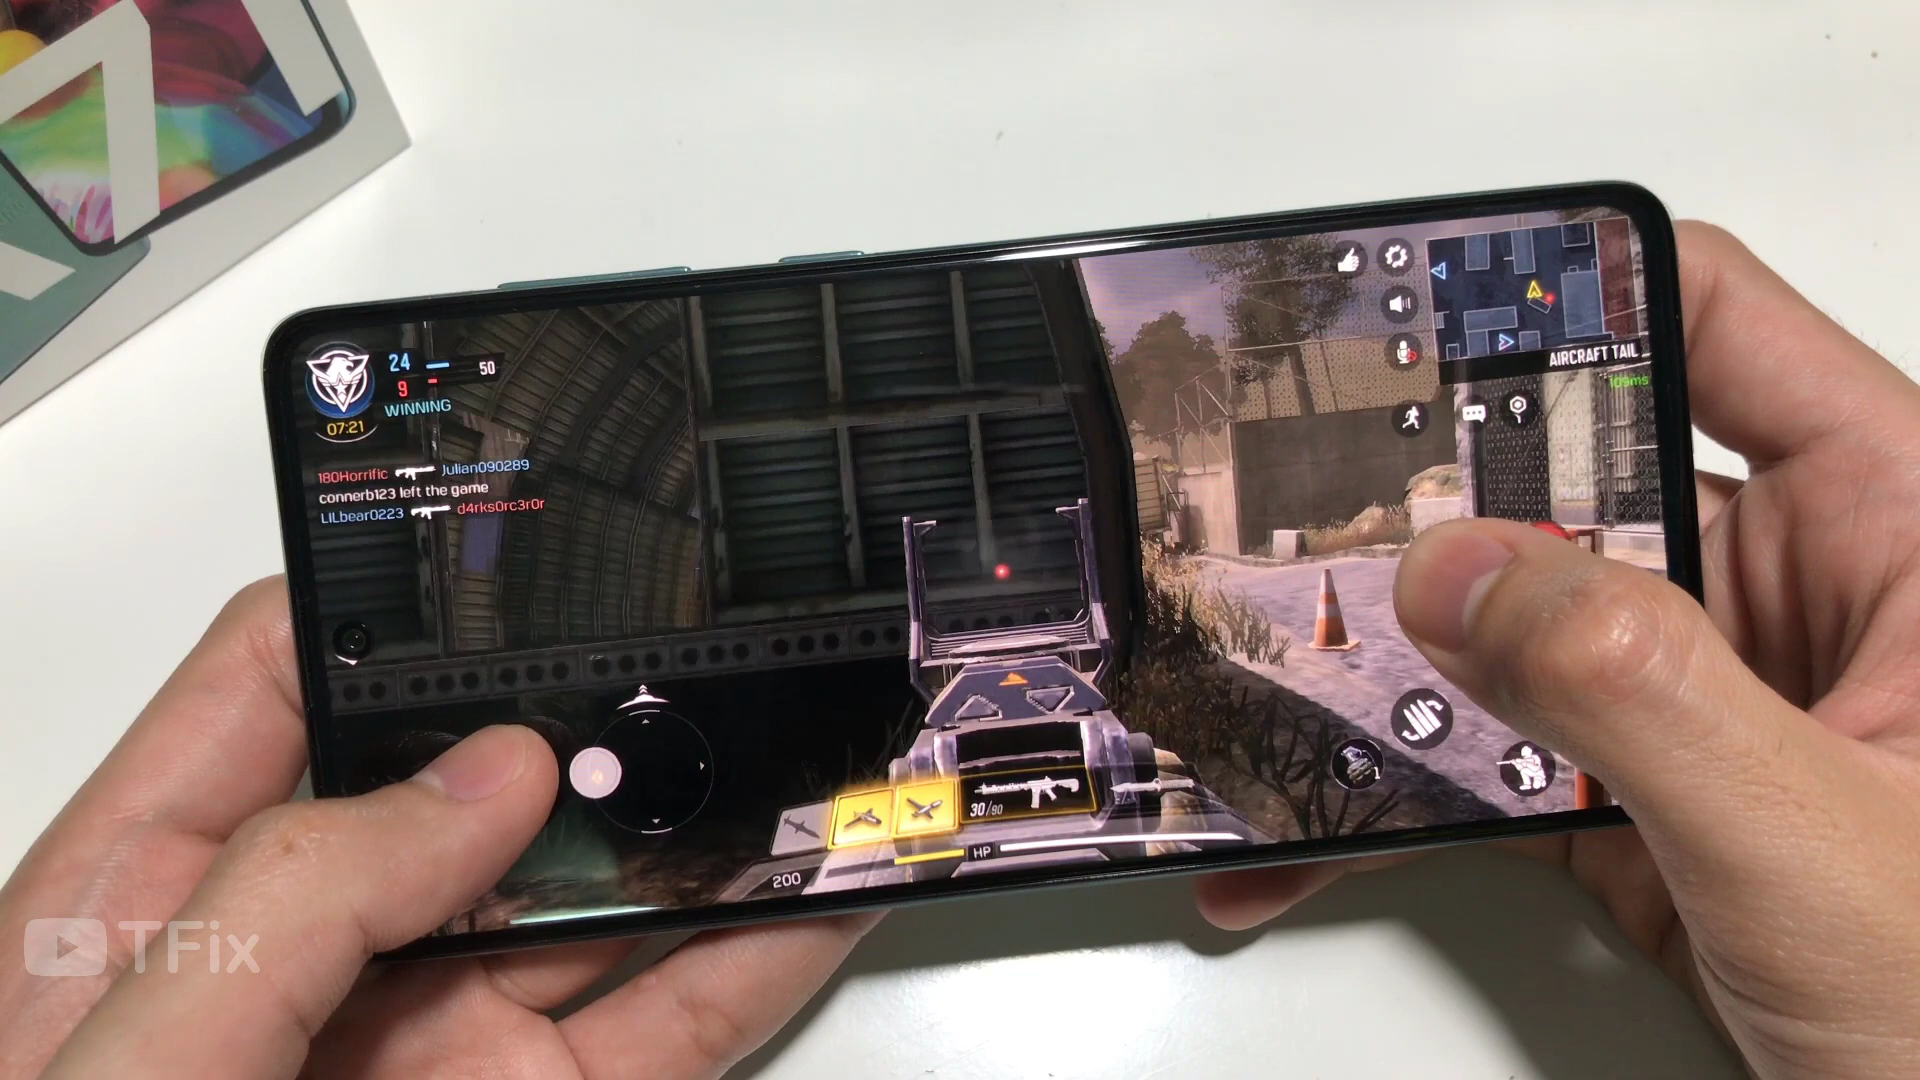 71
24
50
9
WINNING
07:21
180Horrific Julian090289
connerb123 left the game
LILbear0223 d4rks0rc3r0r
AIRCRAFT TAIL
109ms
30/90
HP
200
TFix